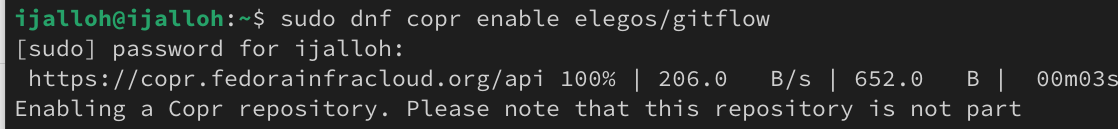 ijalloh@ijalloh:~$ sudo dnf copr enable elegos/gitflow
[sudo] password for ijalloh:
https://copr.fedorainfracloud.org/api 100% | 206.0   B/s | 652.0   B |  00m03s
Enabling a Copr repository. Please note that this repository is not part